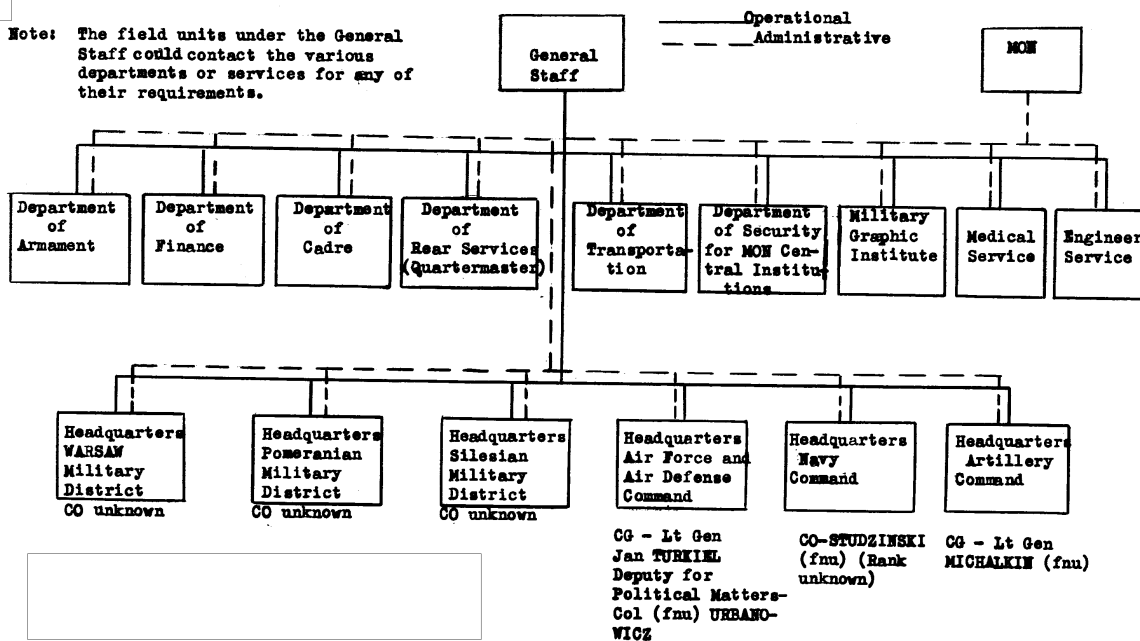 Note: The field units under the General
Staff could contact the various
departments or services for any of
their requirements.
General
Staff
Operational
Administrative
MON
Department
of
Armament
Department
of
Finance
Department
of
Cadre
Department
of
Rear Services
(Quartermaster)
Department
of
Transporta-
tion
Department
of Security
for MON Cen-
tral Institu-
tions
Military
Graphic
Institute
Medical
Service
Engineer
Service
Headquarters
WARSAW
Military
District
CO unknown
Headquarters
Pomeranian
Military
District
CO unknown
Headquarters
Silesian
Military
District
CO unknown
Headquarters
Air Force and
Air Defense
Command
CG - Lt Gen
Jan TURKIEL
Deputy for
Political Matters-
Col (fnu) URBANO-
WICZ
Headquarters
Navy
Command
CO-STUDZINSKI
(fnu) (Rank
unknown)
Headquarters
Artillery
Command
CG - Lt Gen
MICHALKIN (fnu)